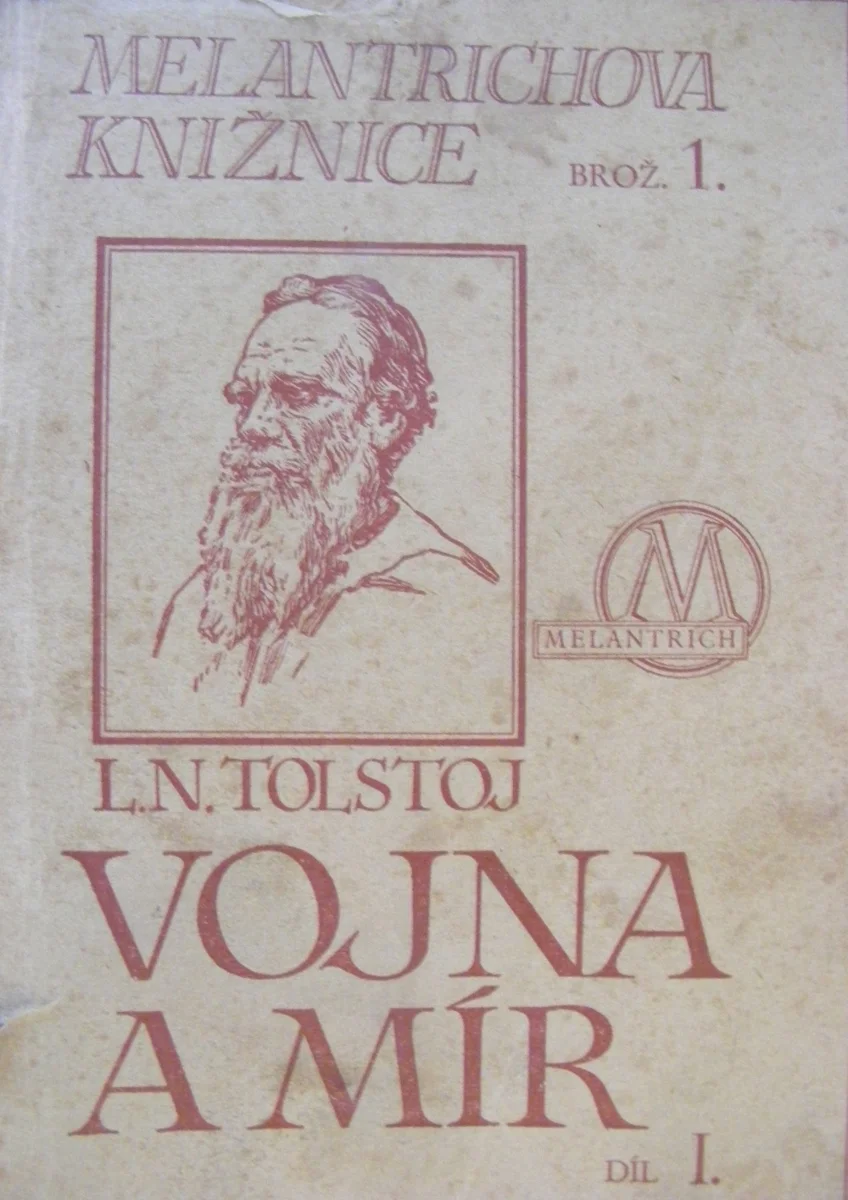 MELANTRICHOVA
KNIŽNICE BROŽ. 1.
M
MELANTRICH
L.N. TOLSTOJ
VOJNA
A MÍR
DÍL I.